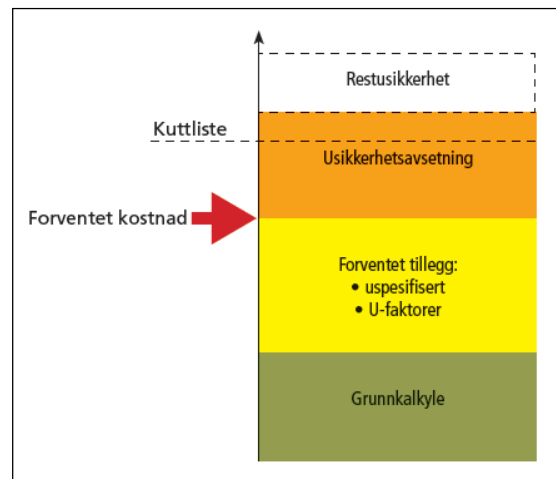 Restusikkerhet
Kuttliste
Usikkerhetsavsetning
Forventet kostnad
Forventet tillegg:
• uspesifisert
• U-faktorer
Grunnkalkyle